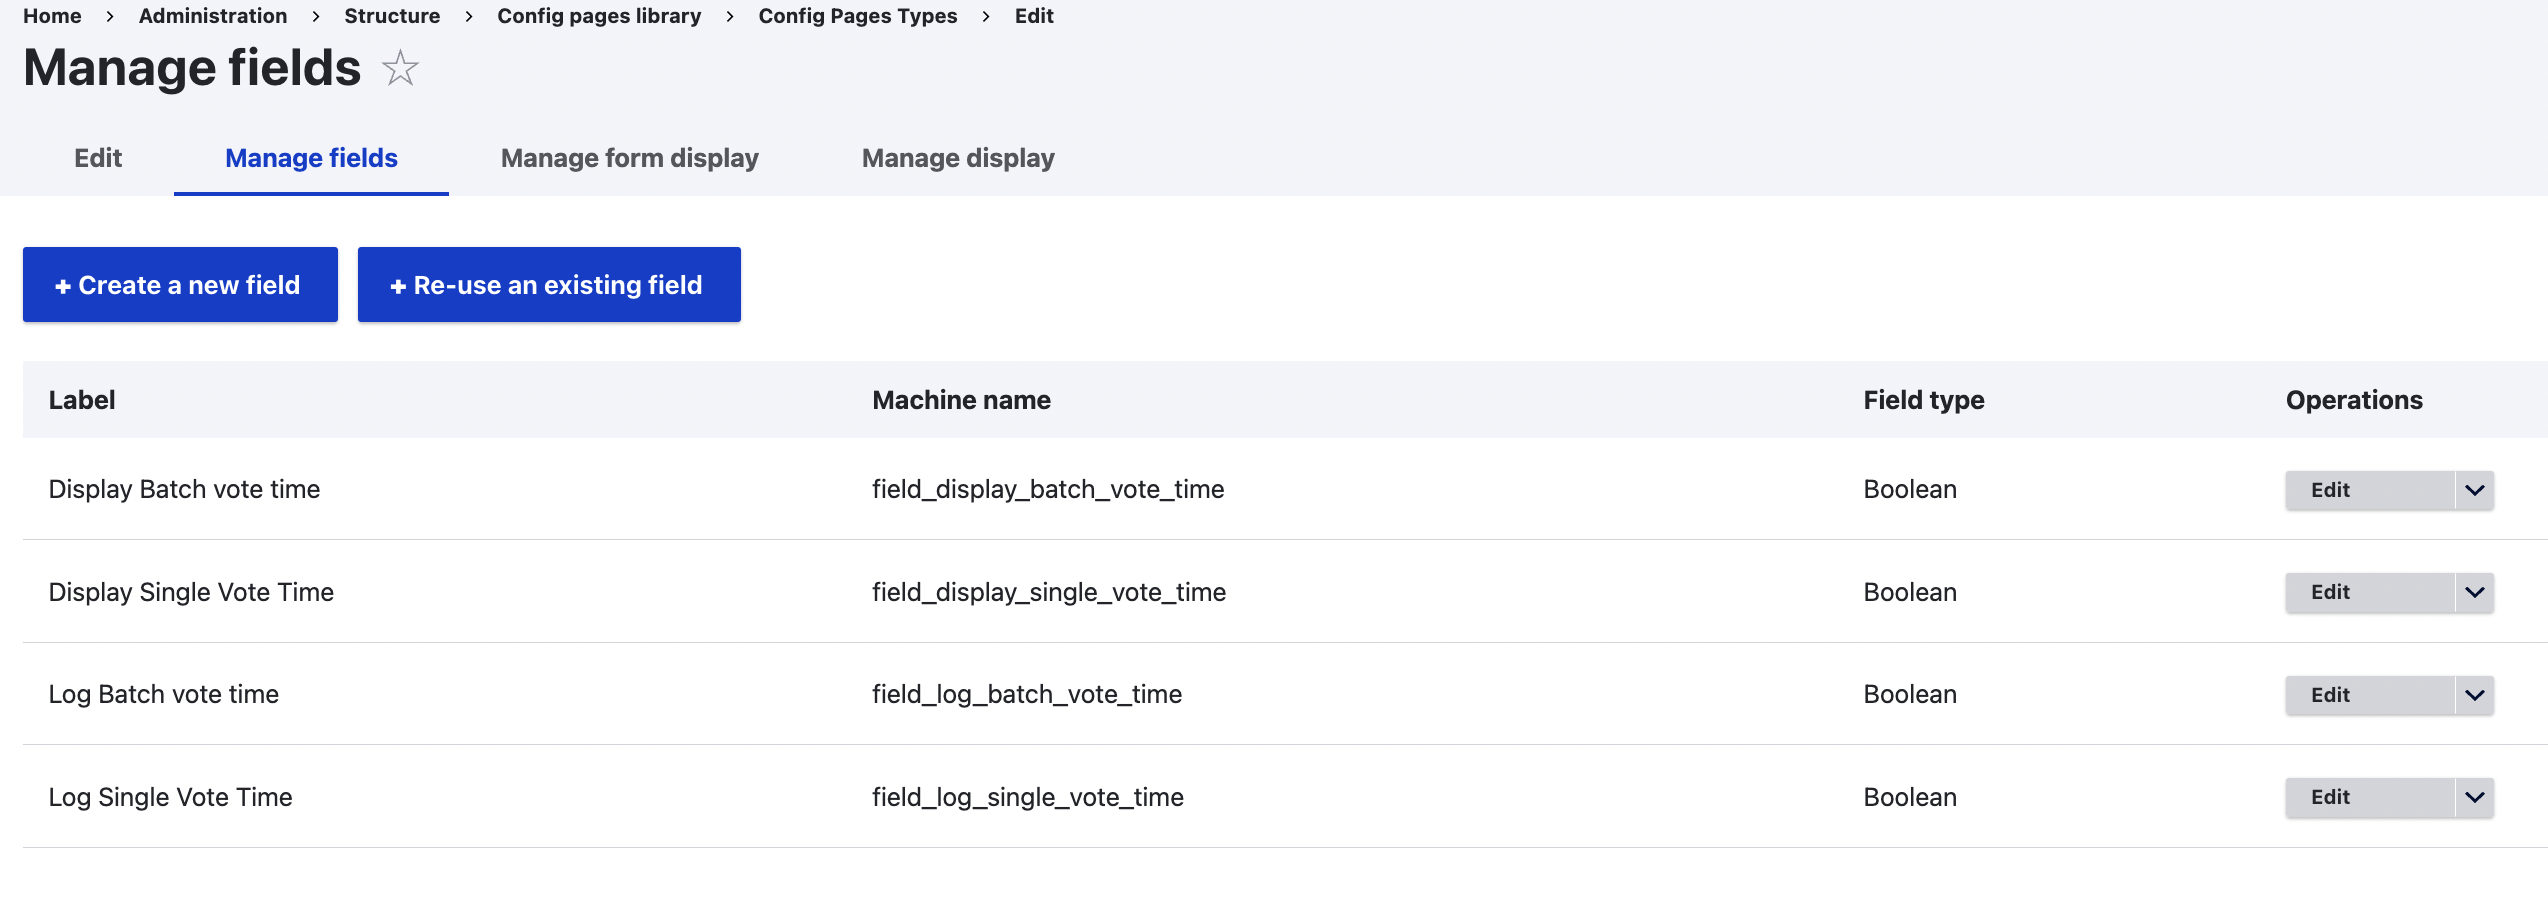 Home > Administration > Structure > Config pages library > Config Pages Types > Edit
Manage fields
Edit Manage fields Manage form display Manage display
+ Create a new field + Re-use an existing field
Label Machine name Field type Operations
Display Batch vote time field_display_batch_vote_time Boolean Edit
Display Single Vote Time field_display_single_vote_time Boolean Edit
Log Batch vote time field_log_batch_vote_time Boolean Edit
Log Single Vote Time field_log_single_vote_time Boolean Edit